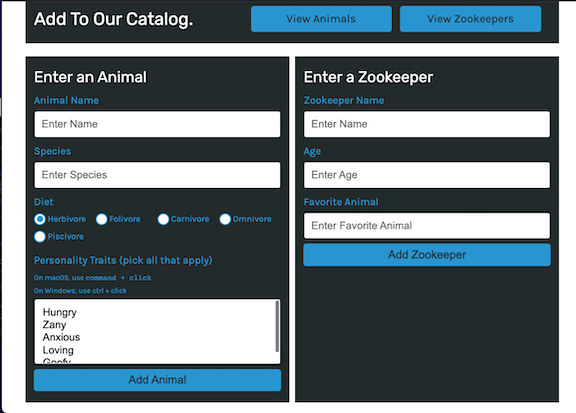 Add To Our Catalog.
View Animals
View Zookeepers
Enter an Animal
Animal Name
Enter Name
Species
Enter Species
Diet
Herbivore Folivore Carnivore Omnivore
Piscivore
Personality Traits (pick all that apply)
On macOS, use command + click
On Windows, use ctrl + click
Hungry
Zany
Anxious
Loving
Goofy
Add Animal
Enter a Zookeeper
Zookeeper Name
Enter Name
Age
Enter Age
Favorite Animal
Enter Favorite Animal
Add Zookeeper